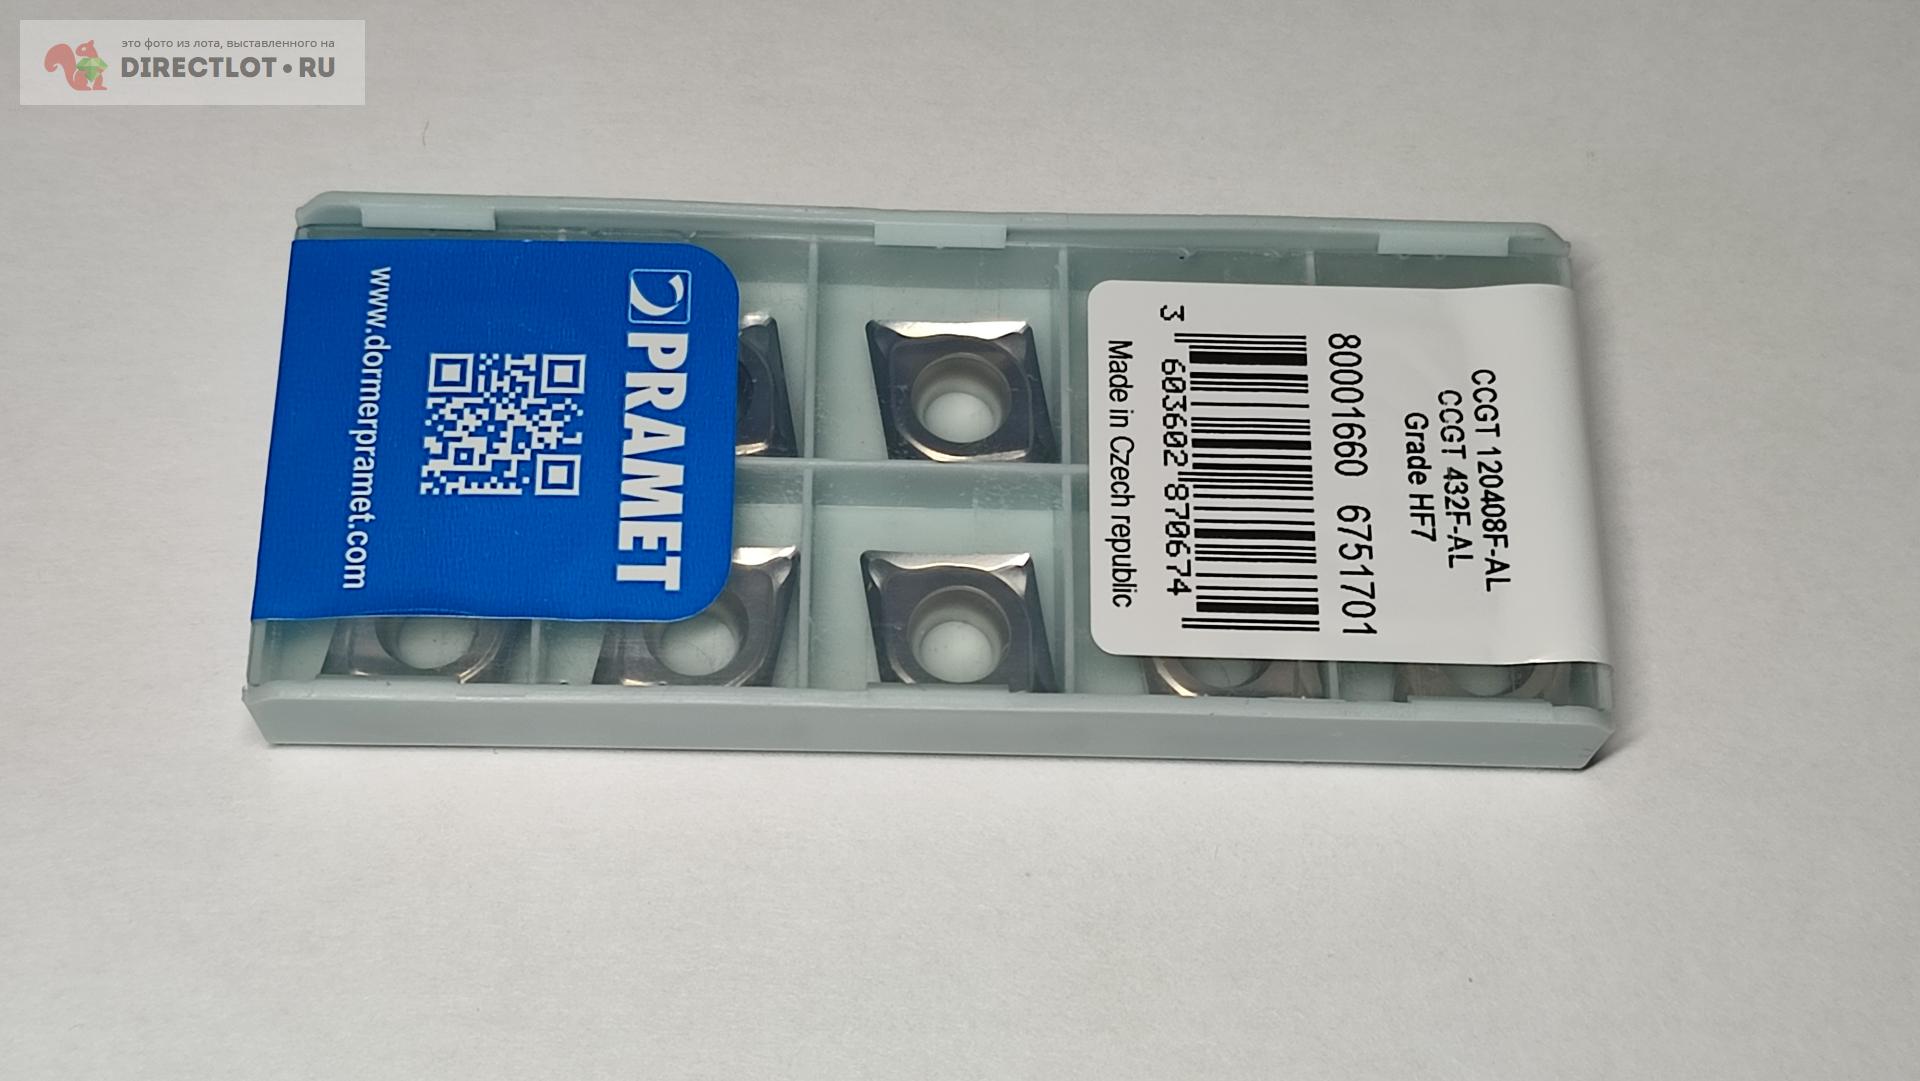 это фото из лота, выставленного на
DIRECTLOT•RU
PRAMET
www.dormerpramet.com
CCGT 120408F-AL
CCGT 432F-AL
Grade HF7
80001660 6751701
3 603602 870674
Made in Czech republic